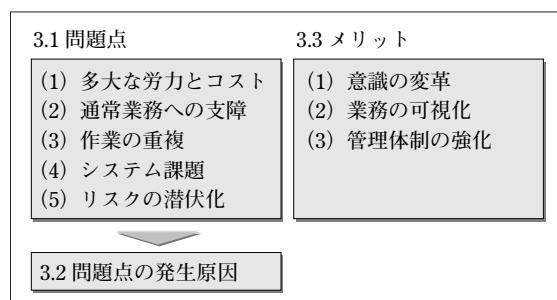 3.1 問題点
(1) 多大な労力とコスト
(2) 通常業務への支障
(3) 作業の重複
(4) システム課題
(5) リスクの潜伏化
3.2 問題点の発生原因
3.3 メリット
(1) 意識の変革
(2) 業務の可視化
(3) 管理体制の強化